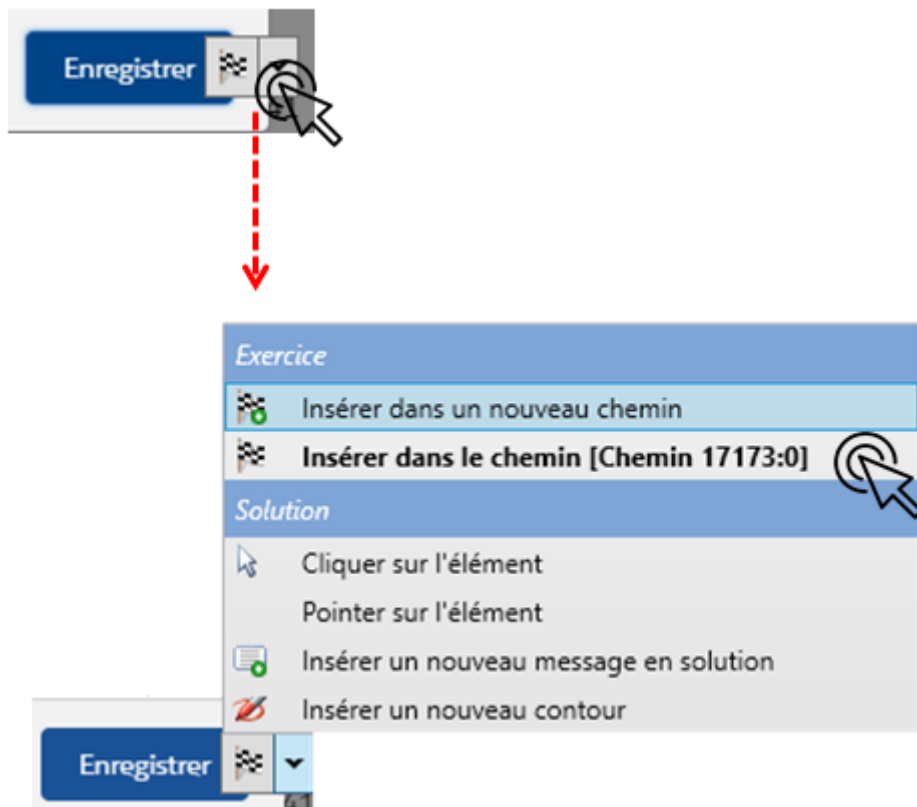 Enregistrer
Exercice
Insérer dans un nouveau chemin
Insérer dans le chemin [Chemin 17173:0]
Solution
Cliquer sur l'élément
Pointer sur l'élément
Insérer un nouveau message en solution
Insérer un nouveau contour
Enregistrer